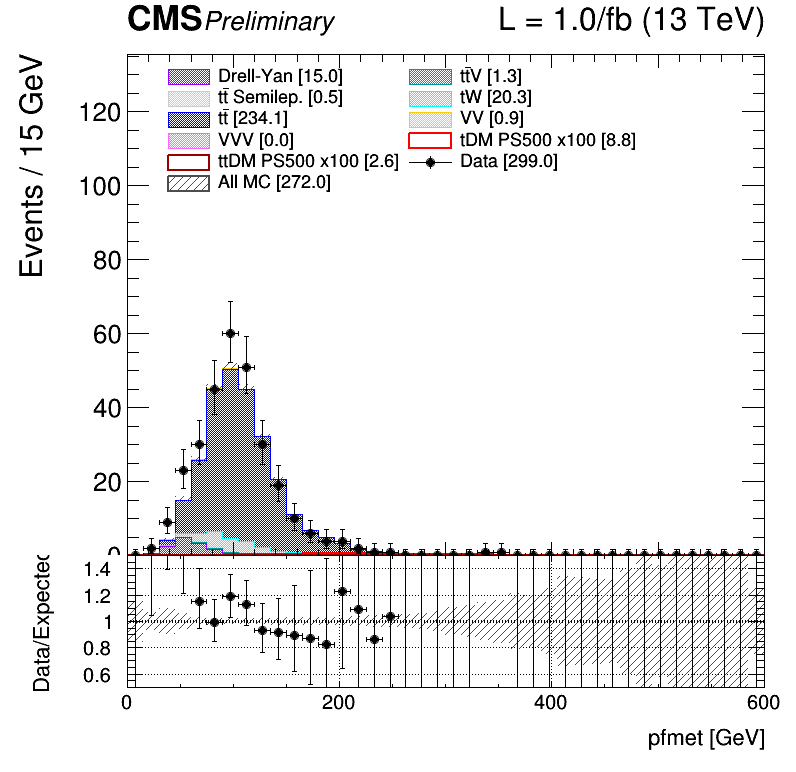 CMS Preliminary L = 1.0/fb (13 TeV)
Events / 15 GeV
Drell-Yan [15.0] tt̄V [1.3]
tt̄ Semilep. [0.5] tW [20.3]
tt̄ [234.1] VV [0.9]
VVV [0.0] tDM PS500 x100 [8.8]
ttDM PS500 x100 [2.6] Data [299.0]
All MC [272.0]
120
100
80
60
40
20
0
Data/Expected
1.4
1.2
1
0.8
0.6
0 200 400 600
pfmet [GeV]